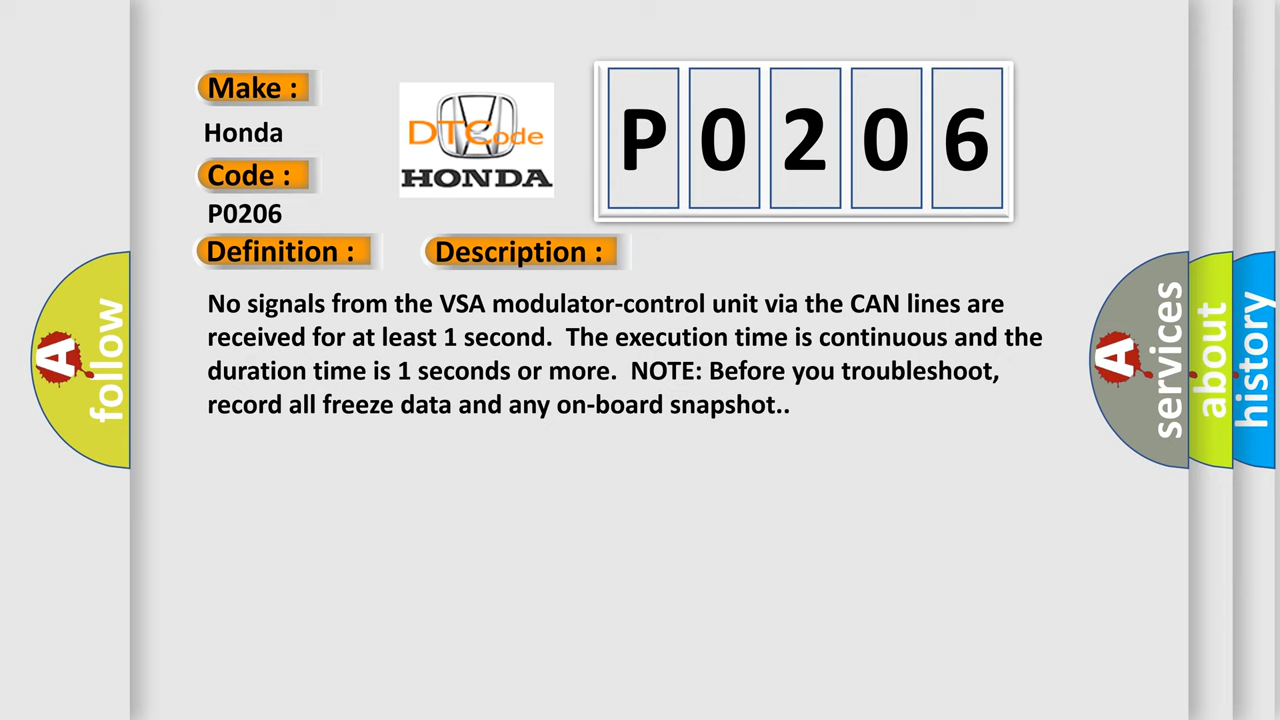 Make :
Honda
Code :
P0206
DTCode
HONDA
P0206
Definition :
Description :
No signals from the VSA modulator-control unit via the CAN lines are
received for at least 1 second  The execution time is continuous and the
duration time is 1 seconds or more  NOTE: Before you troubleshoot,
record all freeze data and any on-board snapshot..
A follow
A services
about
history